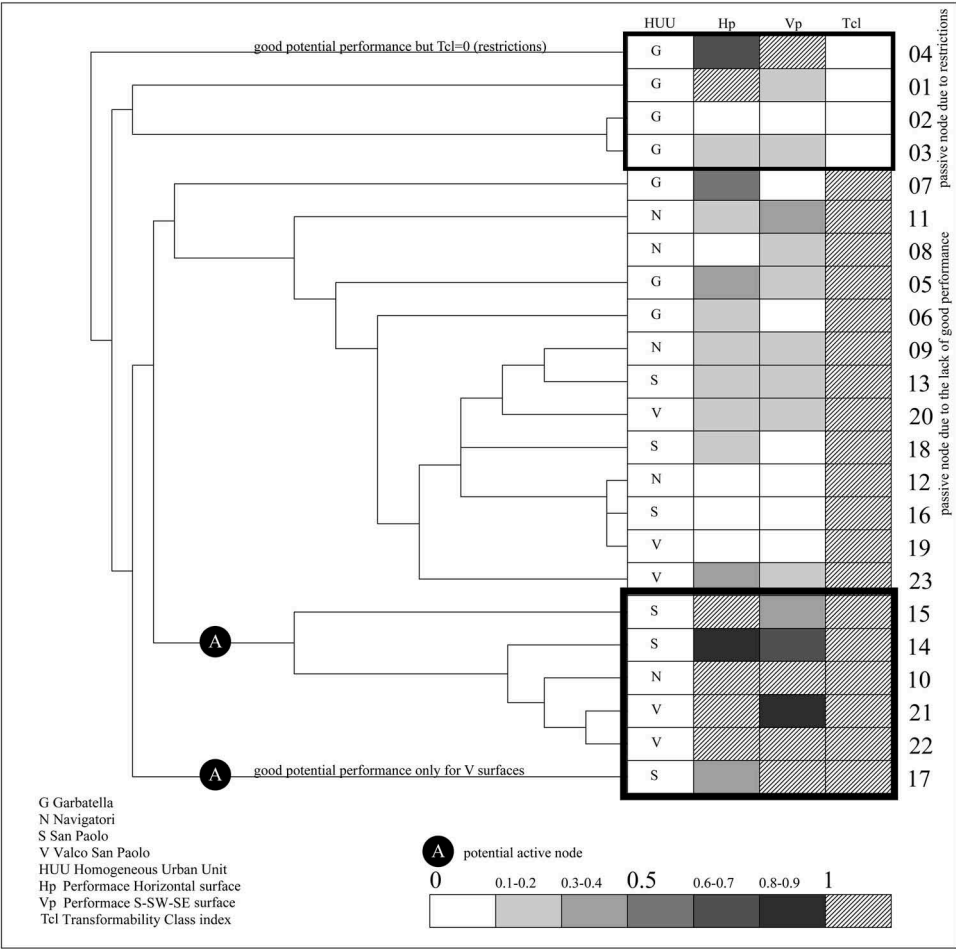 HUU Hp Vp Tcl
good potential performance but Tcl=0 (restrictions) G 04
G 01
G 02
G 03
passive node due to restrictions
G 07
N 11
N 08
G 05
G 06
N 09
S 13
V 20
S 18
N 12
S 16
V 19
V 23
passive node due to the lack of good performance
S 15
A S 14
N 10
V 21
V 22
A good potential performance only for V surfaces S 17
G Garbatella
N Navigatori
S San Paolo
V Valco San Paolo
HUU Homogeneous Urban Unit
Hp Performace Horizontal surface
Vp Performace S-SW-SE surface
Tcl Transformability Class index
A potential active node
0 0.1-0.2 0.3-0.4 0.5 0.6-0.7 0.8-0.9 1